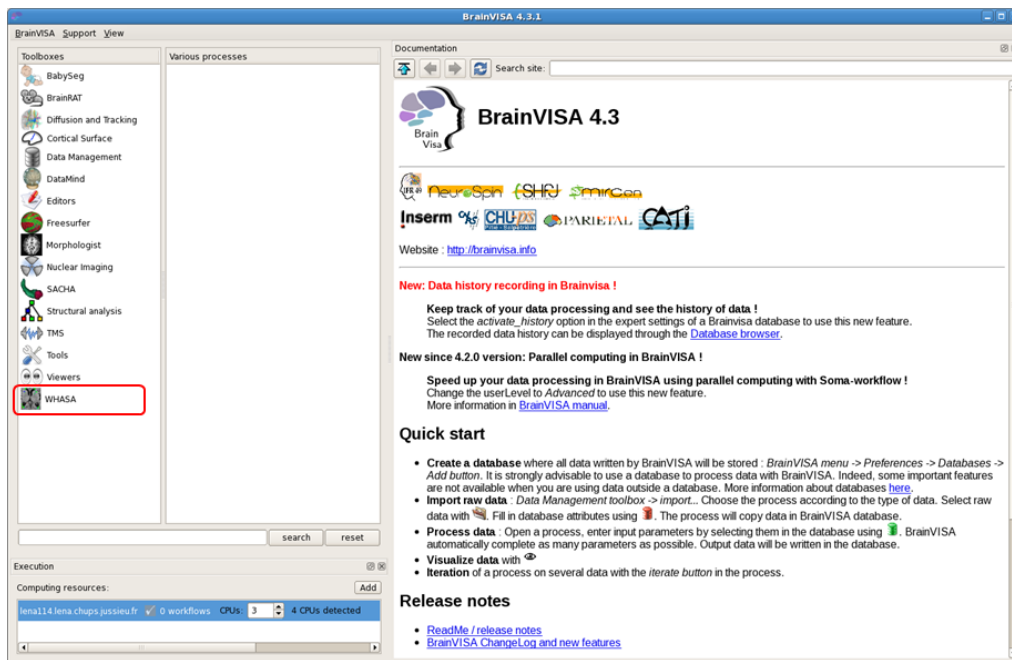 BrainVISA 4.3.1
BrainVISA Support View
Toolboxes
Various processes
BabySeg
BrainRAT
Diffusion and Tracking
Cortical Surface
Data Management
DataMind
Editors
Freesurfer
Morphologist
Nuclear Imaging
SACHA
Structural analysis
TMS
Tools
Viewers
WHASA
search reset
Execution
Computing resources: Add
lena114.lena.chups.jussieu.fr 0 workflows CPUs: 3 4 CPUs detected
Documentation
Search site:
Brain
Visa
BrainVISA 4.3
NeuroSpin SHFJ mircen
Inserm CHU-PS PARIETAL CATI
Website : http://brainvisa.info
New: Data history recording in Brainvisa !
Keep track of your data processing and see the history of data !
Select the activate_history option in the expert settings of a Brainvisa database to use this new feature.
The recorded data history can be displayed through the Database browser.
New since 4.2.0 version: Parallel computing in BrainVISA !
Speed up your data processing in BrainVISA using parallel computing with Soma-workflow !
Change the userLevel to Advanced to use this new feature.
More information in BrainVISA manual.
Quick start
• Create a database where all data written by BrainVISA will be stored : BrainVISA menu -> Preferences -> Databases ->
Add button. It is strongly advisable to use a database to process data with BrainVISA. Indeed, some important features
are not available when you are using data outside a database. More information about databases here.
• Import raw data : Data Management toolbox -> import... Choose the process according to the type of data. Select raw
data with . Fill in database attributes using . The process will copy data in BrainVISA database.
• Process data : Open a process, enter input parameters by selecting them in the database using . BrainVISA
automatically complete as many parameters as possible. Output data will be written in the database.
• Visualize data with
• Iteration of a process on several data with the iterate button in the process.
Release notes
• ReadMe / release notes
• BrainVISA ChangeLog and new features